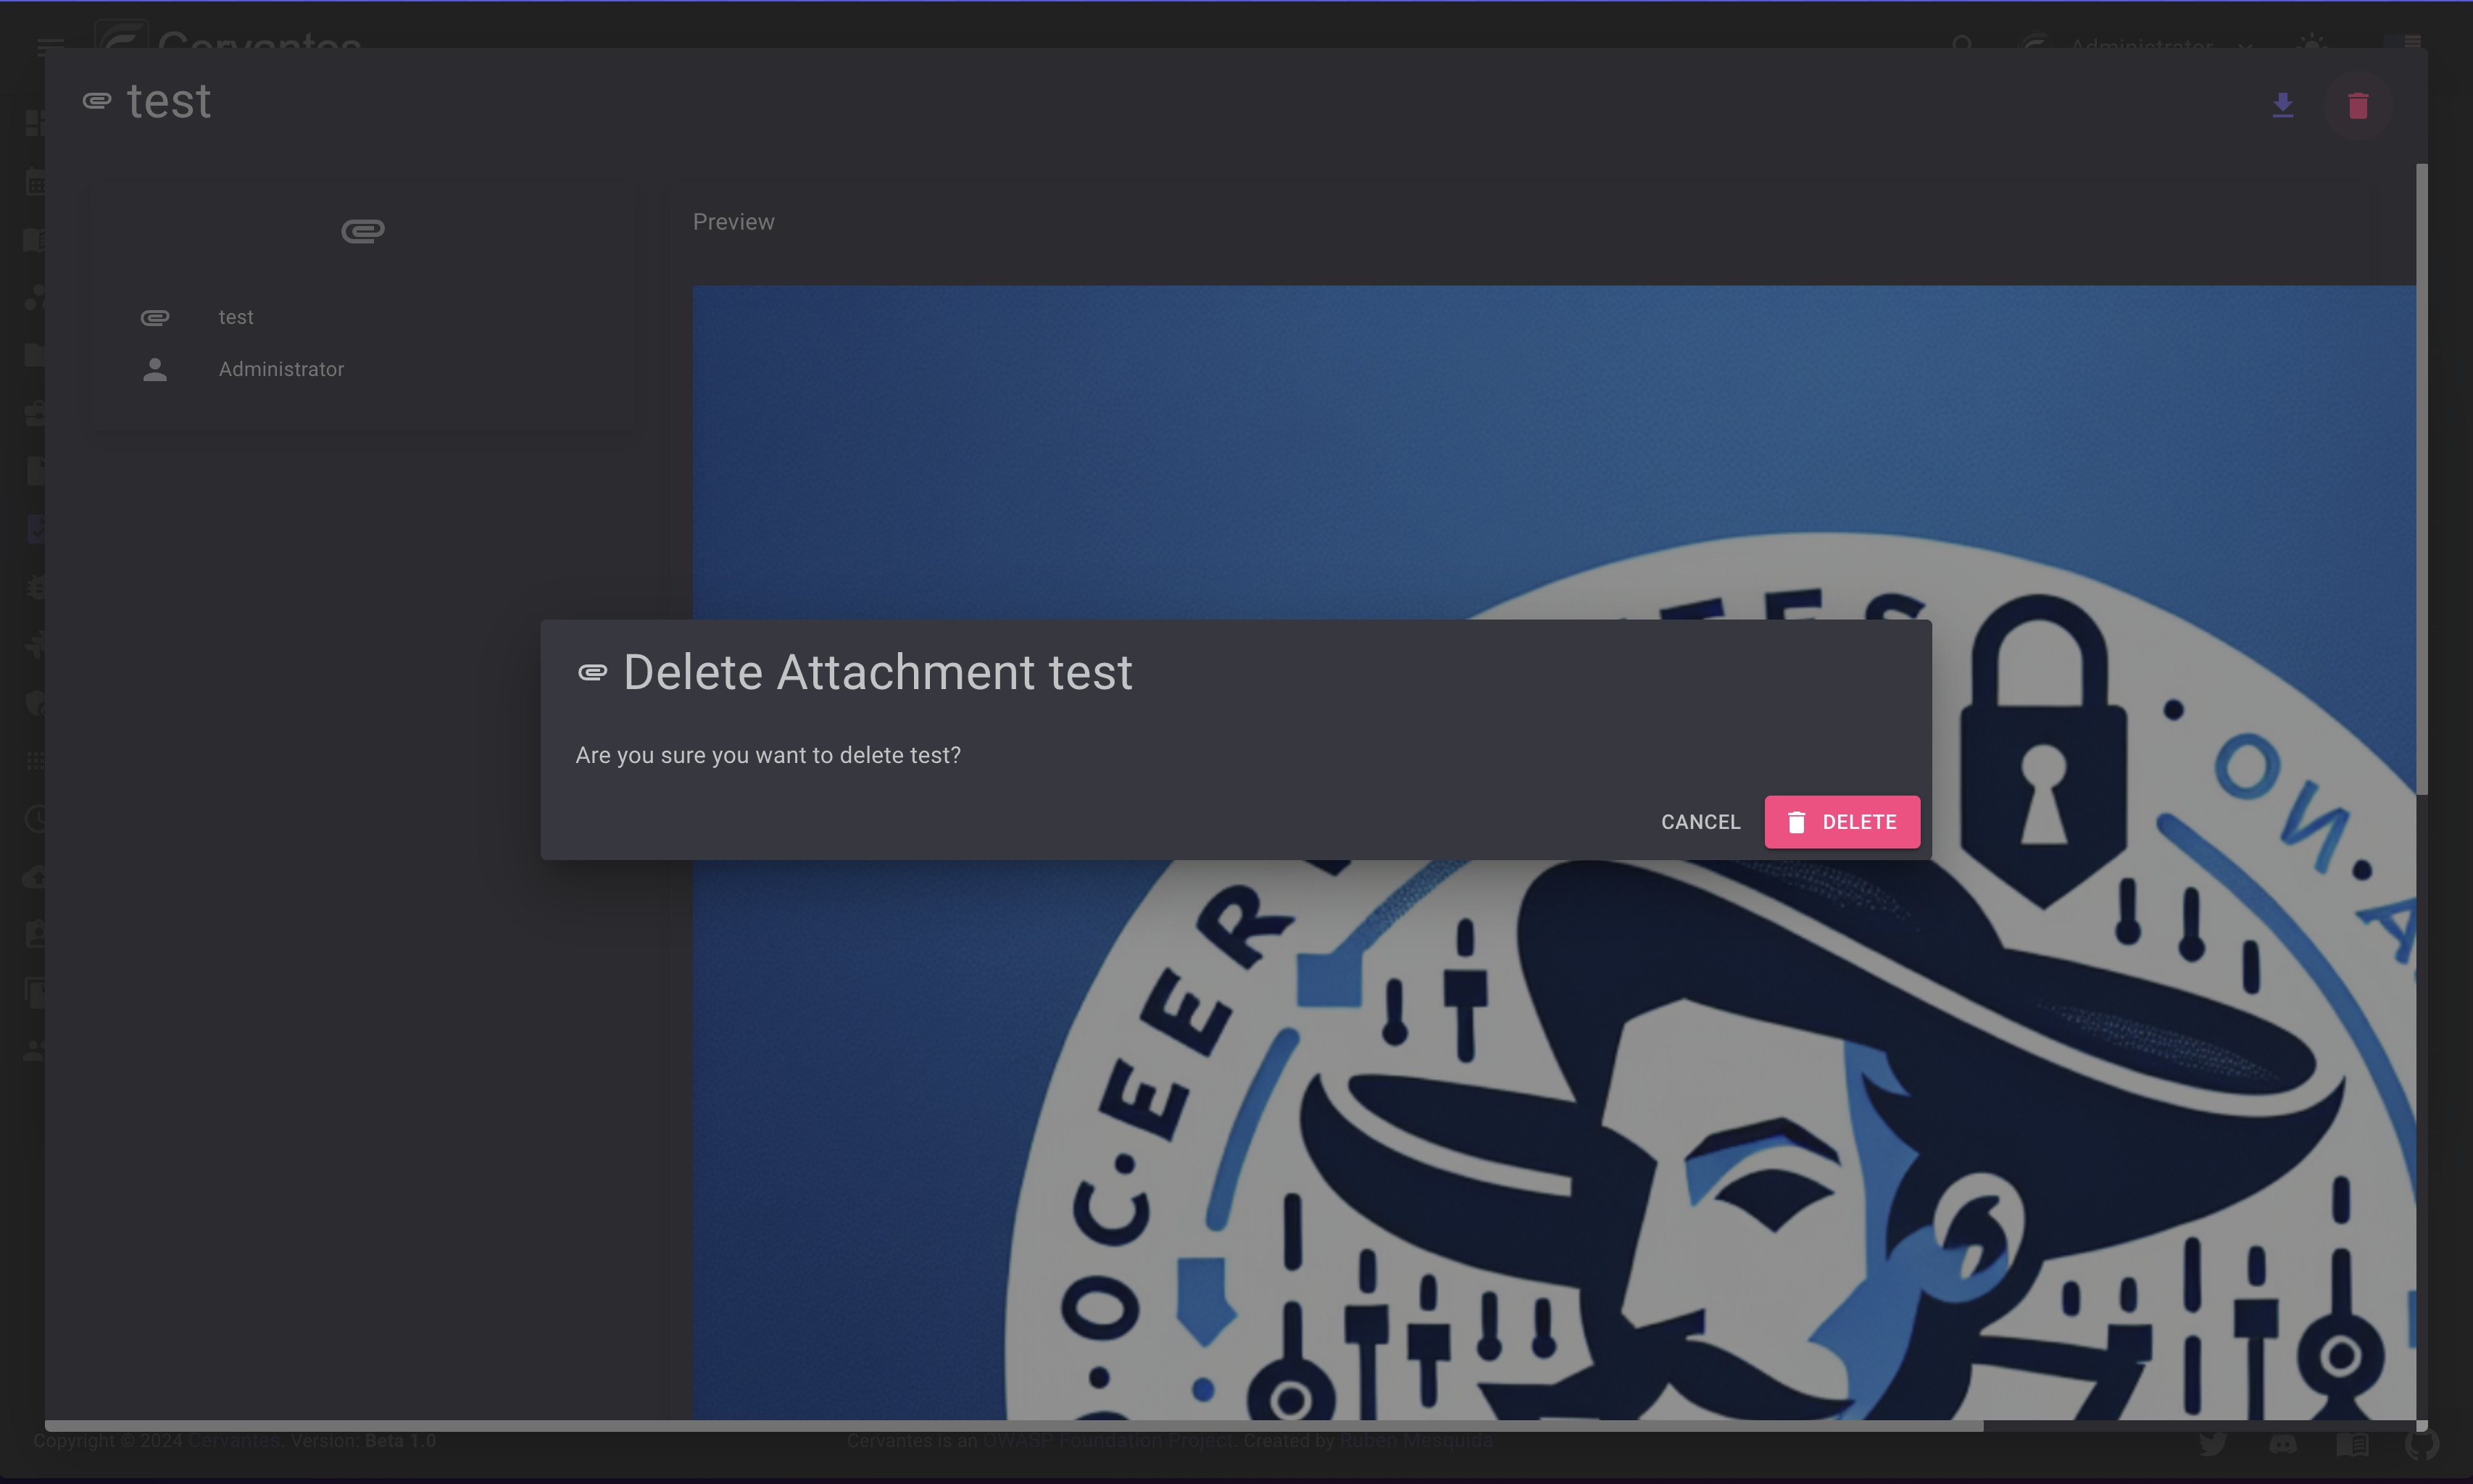 Cervantes
Administrator
test
Preview
test
Administrator
TES
Delete Attachment test
Are you sure you want to delete test?
CANCEL
DELETE
Copyright © 2024 Cervantes. Version: Beta 1.0
Cervantes is an OWASP Foundation Project. Created by Ruben Mesquida